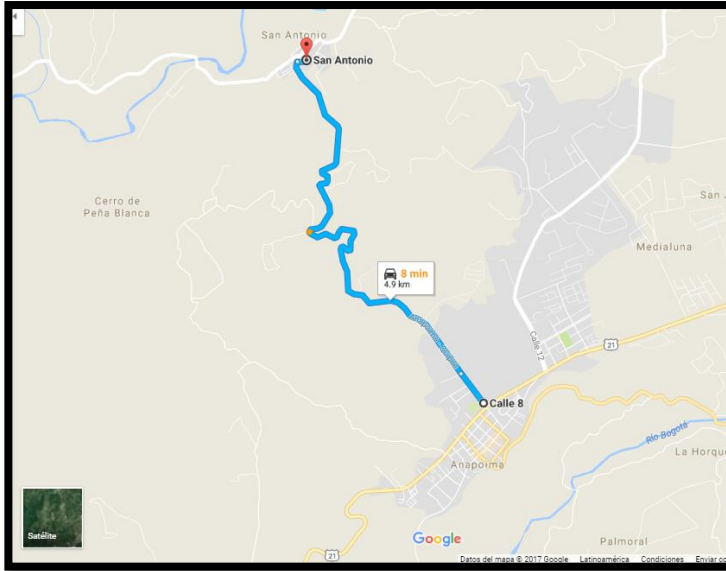 San Antonio
San Antonio
Cerro de
Peña Blanca
San
Medialuna
8 min
4.9 km
21
Calle 12
Calle 8
Río Bogotá
La Horque
Anapoima
Satélite
Google
21
Palmoral
Datos del mapa © 2017 Google Latinoamérica Condiciones Enviar co